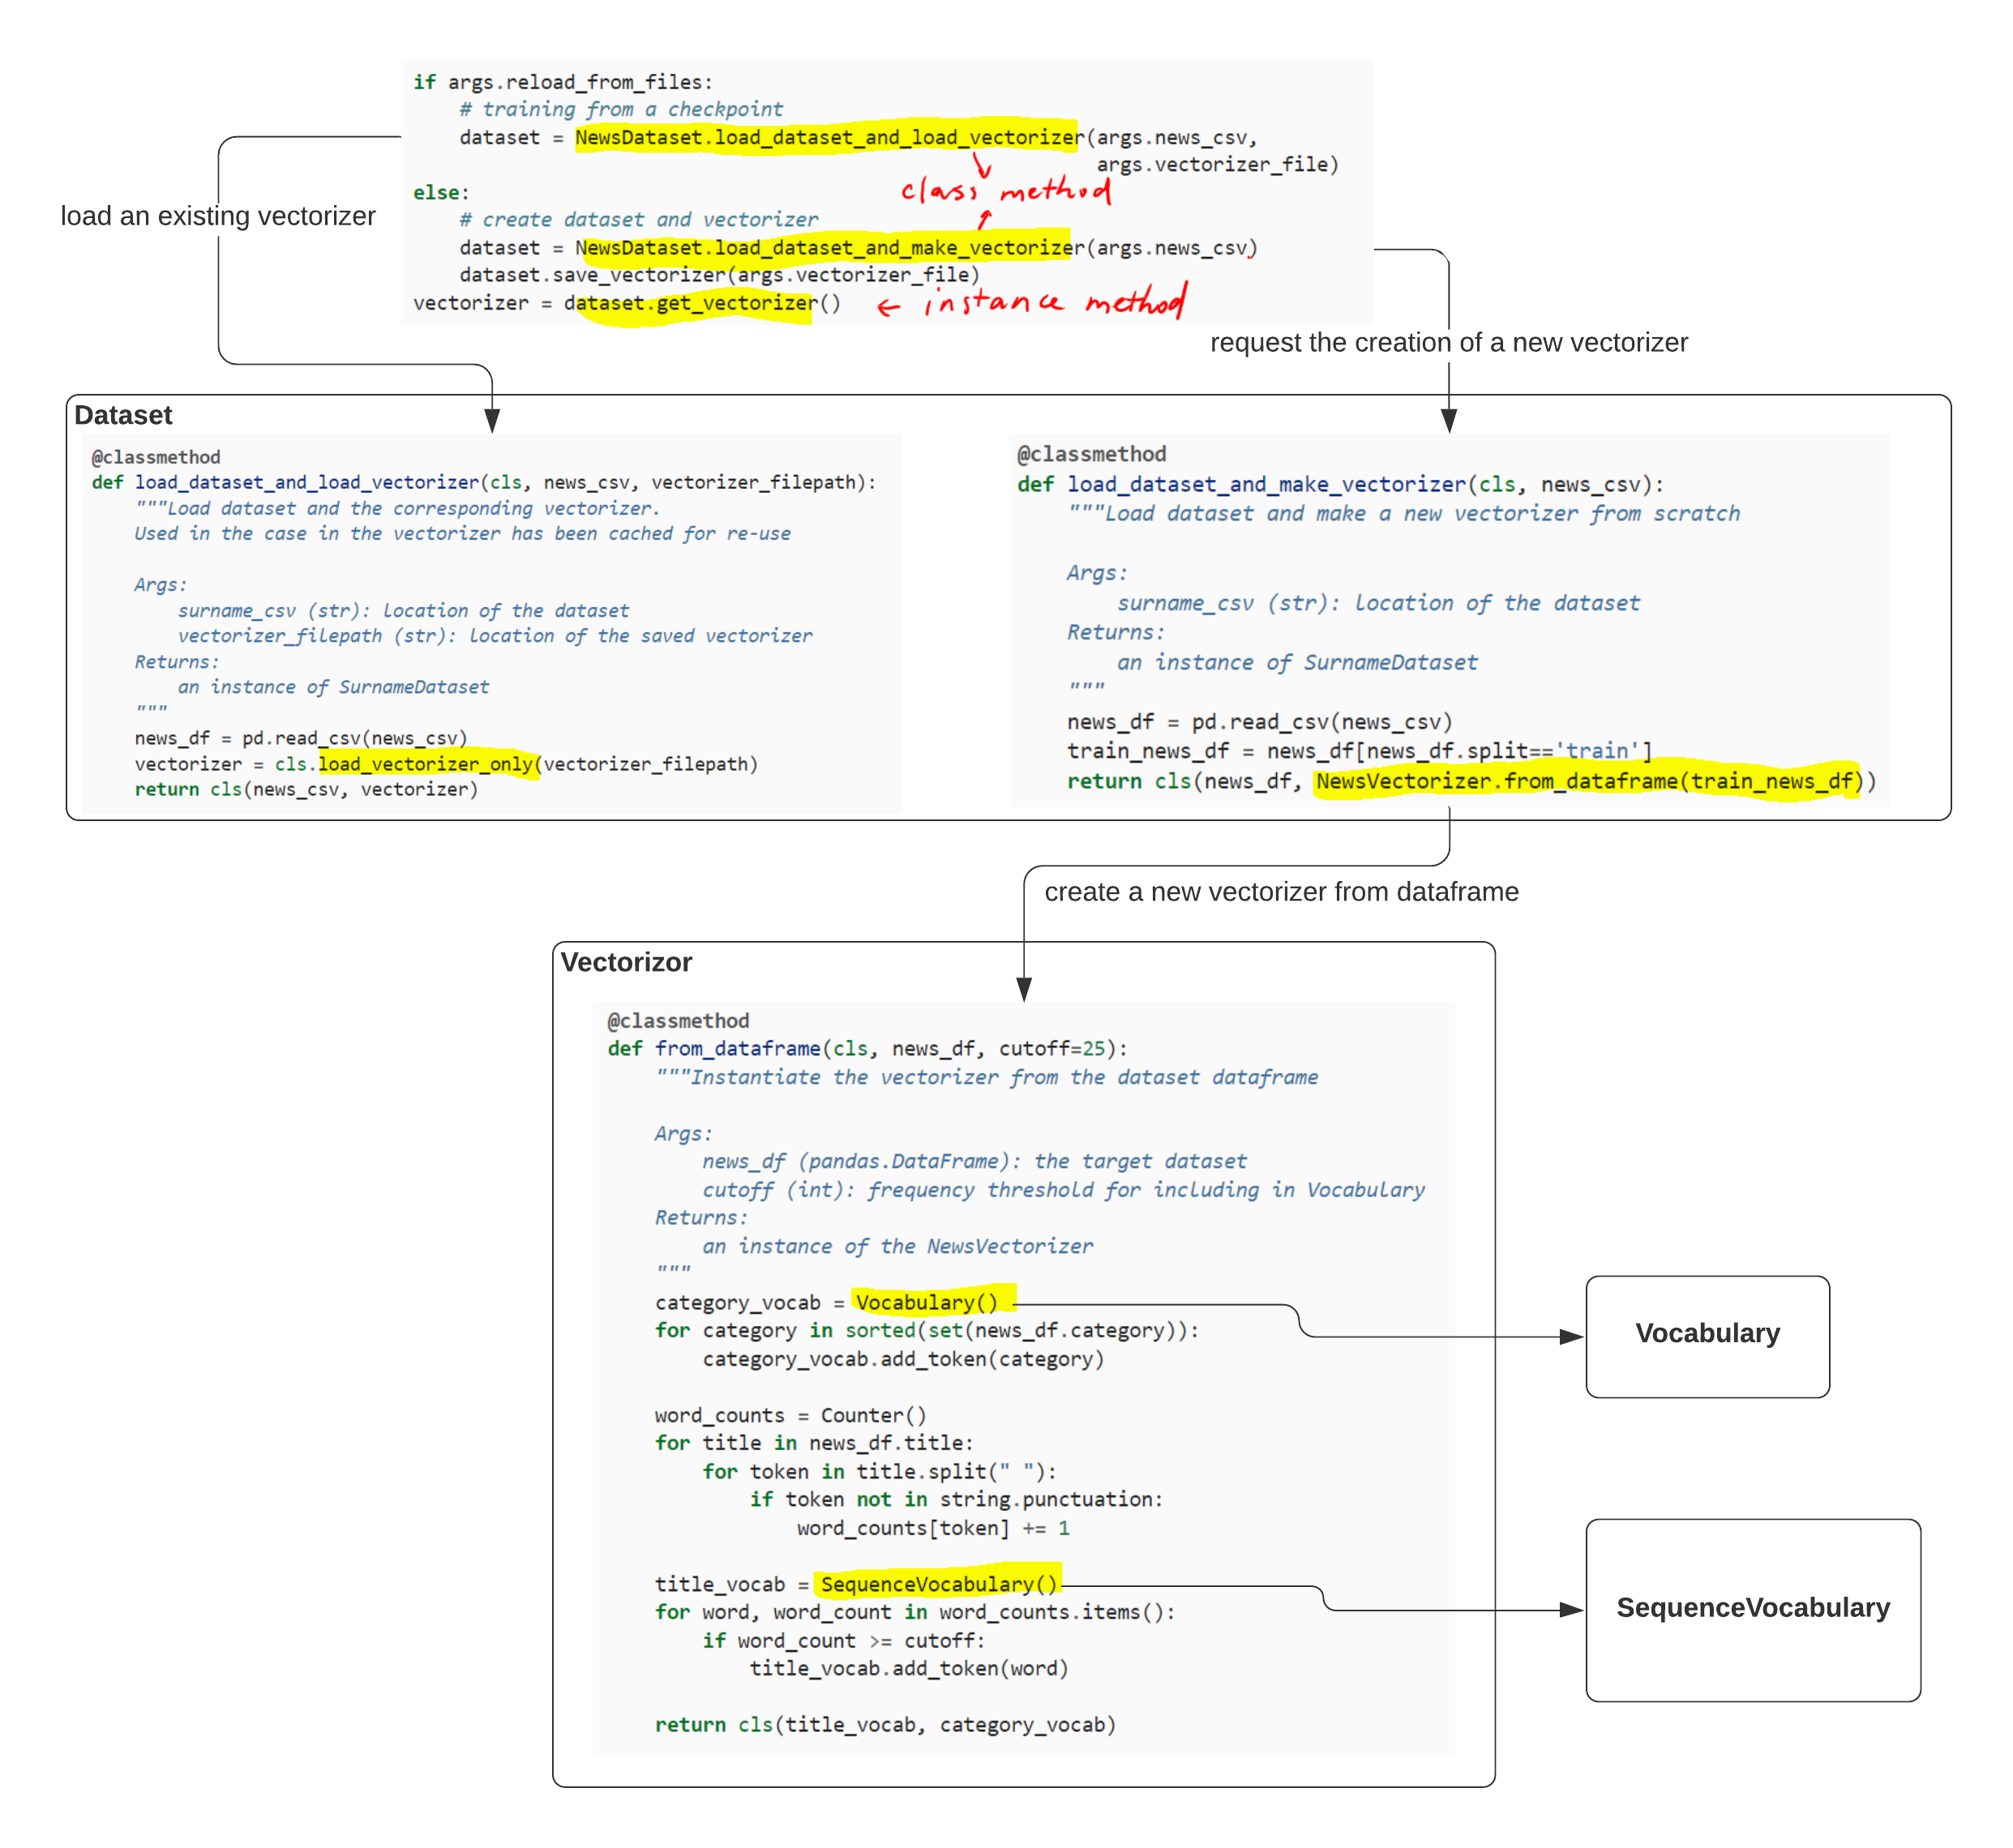 if args.reload_from_files:
    # training from a checkpoint
    dataset = NewsDataset.load_dataset_and_load_vectorizer(args.news_csv,
                                                           args.vectorizer_file)
class method
else:
    # create dataset and vectorizer
    dataset = NewsDataset.load_dataset_and_make_vectorizer(args.news_csv)
    dataset.save_vectorizer(args.vectorizer_file)
vectorizer = dataset.get_vectorizer() ← instance method
load an existing vectorizer
request the creation of a new vectorizer
Dataset
@classmethod
def load_dataset_and_load_vectorizer(cls, news_csv, vectorizer_filepath):
    """Load dataset and the corresponding vectorizer.
    Used in the case in the vectorizer has been cached for re-use
    Args:
        surname_csv (str): location of the dataset
        vectorizer_filepath (str): location of the saved vectorizer
    Returns:
        an instance of SurnameDataset
    """
    news_df = pd.read_csv(news_csv)
    vectorizer = cls.load_vectorizer_only(vectorizer_filepath)
    return cls(news_csv, vectorizer)
@classmethod
def load_dataset_and_make_vectorizer(cls, news_csv):
    """Load dataset and make a new vectorizer from scratch
    Args:
        surname_csv (str): location of the dataset
    Returns:
        an instance of SurnameDataset
    """
    news_df = pd.read_csv(news_csv)
    train_news_df = news_df[news_df.split=='train']
    return cls(news_df, NewsVectorizer.from_dataframe(train_news_df))
create a new vectorizer from dataframe
Vectorizor
@classmethod
def from_dataframe(cls, news_df, cutoff=25):
    """Instantiate the vectorizer from the dataset dataframe
    Args:
        news_df (pandas.DataFrame): the target dataset
        cutoff (int): frequency threshold for including in Vocabulary
    Returns:
        an instance of the NewsVectorizer
    """
    category_vocab = Vocabulary()
    for category in sorted(set(news_df.category)):
        category_vocab.add_token(category)
    word_counts = Counter()
    for title in news_df.title:
        for token in title.split(" "):
            if token not in string.punctuation:
                word_counts[token] += 1
    title_vocab = SequenceVocabulary()
    for word, word_count in word_counts.items():
        if word_count >= cutoff:
            title_vocab.add_token(word)
    return cls(title_vocab, category_vocab)
Vocabulary
SequenceVocabulary